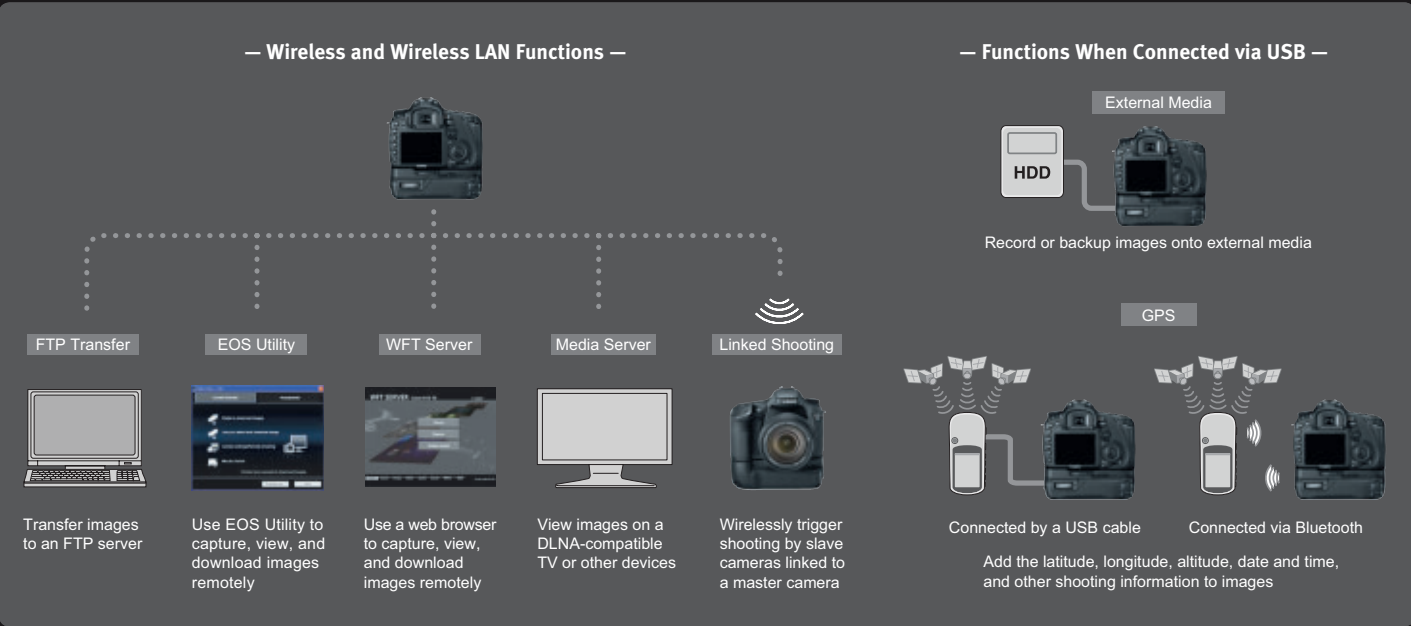 — Wireless and Wireless LAN Functions —
FTP Transfer
Transfer images
to an FTP server
EOS Utility
Use EOS Utility to
capture, view, and
download images
remotely
WFT Server
WFT SERVER
Use a web browser
to capture, view,
and download
images remotely
Media Server
View images on a
DLNA-compatible
TV or other devices
Linked Shooting
Wirelessly trigger
shooting by slave
cameras linked to
a master camera
— Functions When Connected via USB —
External Media
HDD
Record or backup images onto external media
GPS
Connected by a USB cable
Connected via Bluetooth
Add the latitude, longitude, altitude, date and time,
and other shooting information to images